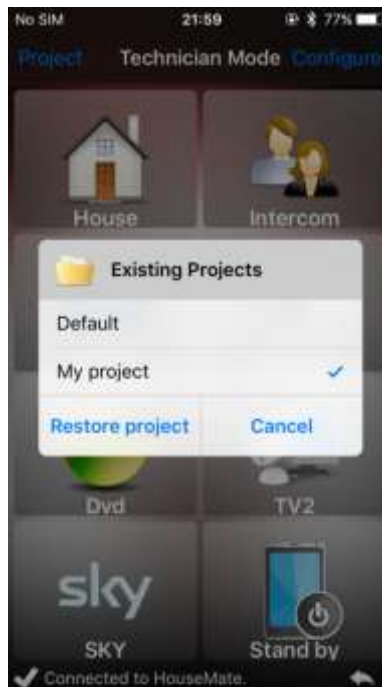 No SIM 21:59 77%
Project Technician Mode Configure
House Intercom
Existing Projects
Default
My project
Restore project Cancel
Dvd TV2
sky
SKY Stand by
Connected to HouseMate.